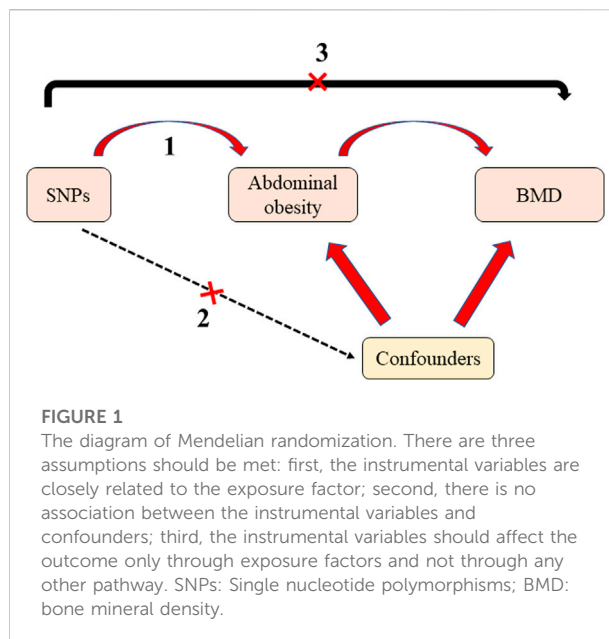 3
1
SNPs
Abdominal
obesity
BMD
2
Confounders
FIGURE 1
The diagram of Mendelian randomization. There are three
assumptions should be met: first, the instrumental variables are
closely related to the exposure factor; second, there is no
association between the instrumental variables and
confounders; third, the instrumental variables should affect the
outcome only through exposure factors and not through any
other pathway. SNPs: Single nucleotide polymorphisms; BMD:
bone mineral density.